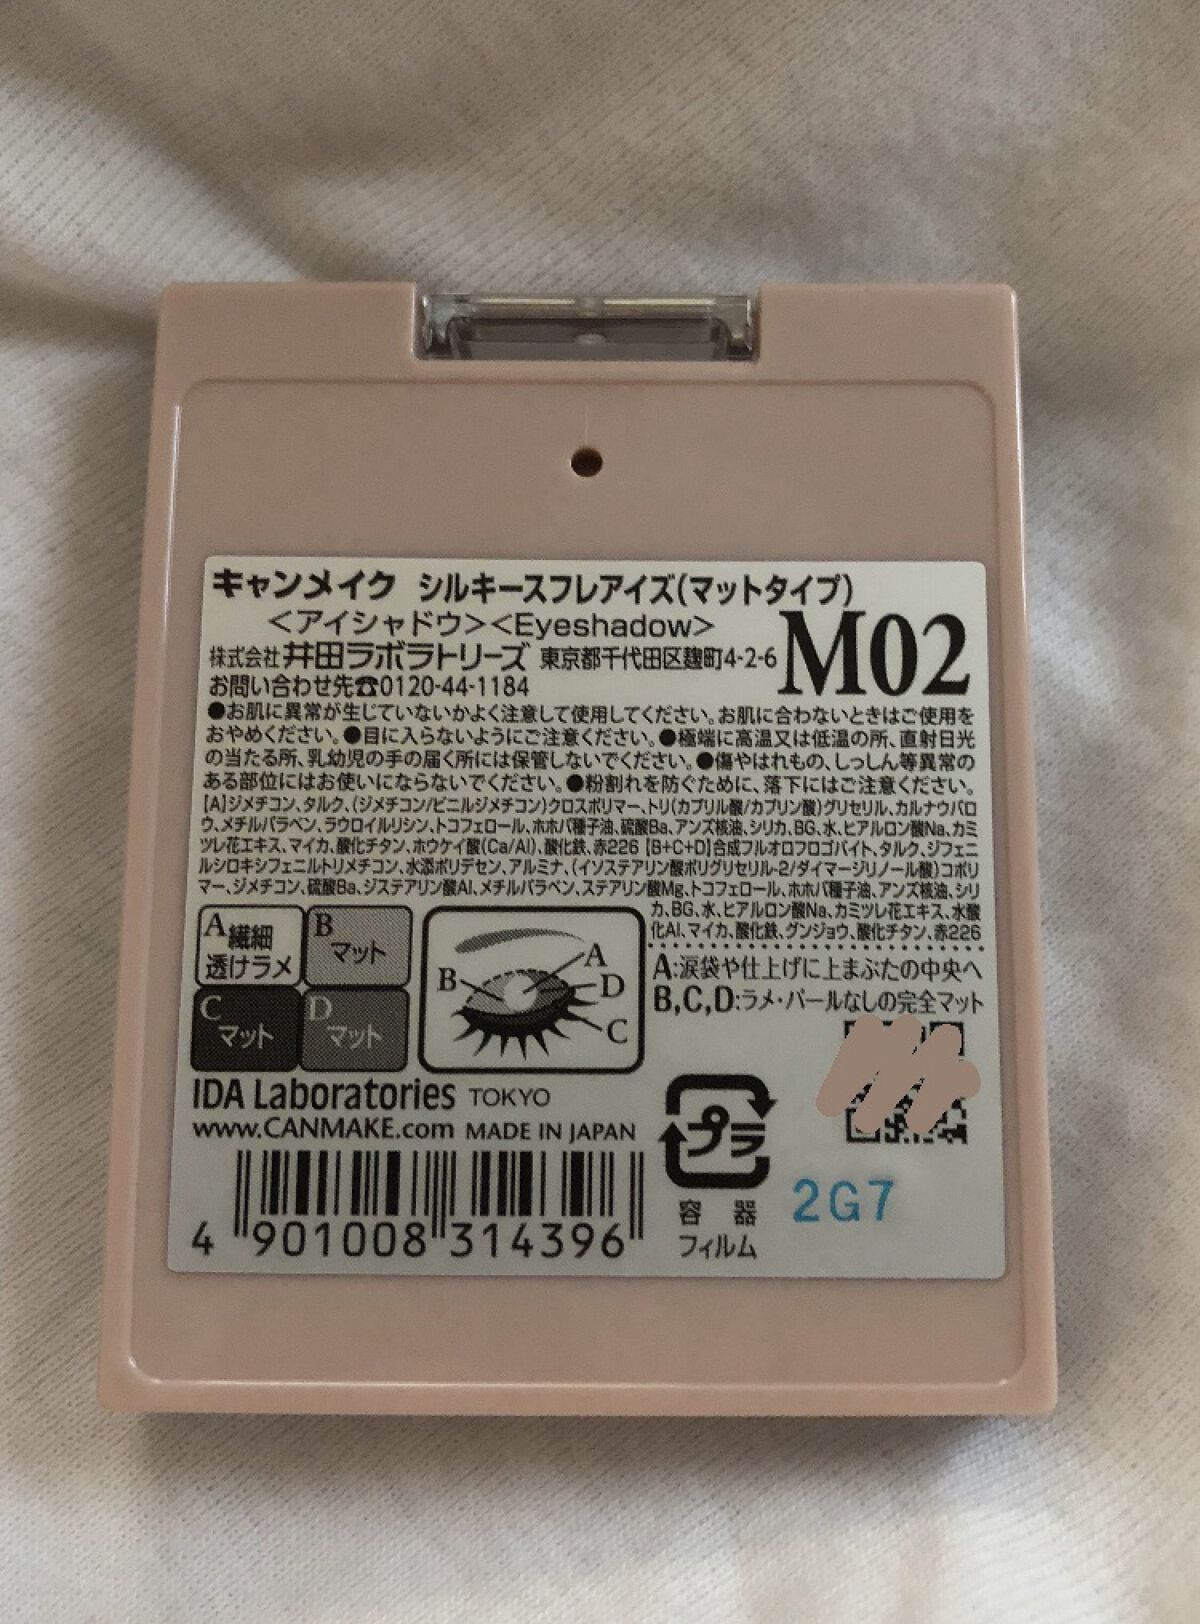 キャンメイク シルキースフレアイズ(マットタイプ)
<アイシャドウ><Eyeshadow>
M02
株式会社 井田ラボラトリーズ 東京都千代田区麹町4-2-6
お問い合わせ先☎0120-44-1184
●お肌に異常が生じていないかよく注意して使用してください。お肌に合わないときはご使用を
おやめください。●目に入らないようにご注意ください。●極端に高温又は低温の所、直射日光
の当たる所、乳幼児の手の届く所には保管しないでください。●傷やはれもの、しっしん等異常の
ある部位にはお使いにならないでください。●粉割れを防ぐために、落下にはご注意ください。
【A】ジメチコン、タルク、(ジメチコン/ビニルジメチコン)クロスポリマー、トリ(カプリル酸/カプリン酸)グリセリル、カルナウバロ
ウ、メチルパラベン、ラウロイルリシン、トコフェロール、ホホバ種子油、硫酸Ba、アンズ核油、シリカ、BG、水、ヒアルロン酸Na、カミ
ツレ花エキス、マイカ、酸化チタン、ホウケイ酸(Ca/Al)、酸化鉄、赤226【B+C+D】合成フルオロフロゴパイト、タルク、ジフェニ
ルシロキシフェニルトリメチコン、水添ポリデセン、アルミナ、(イソステアリン酸ポリグリセリル-2/ダイマージリノール酸)コポリ
マー、ジメチコン、硫酸Ba、ジステアリン酸Al、メチルパラベン、ステアリン酸Mg、トコフェロール、ホホバ種子油、アンズ核油、シリ
カ、BG、水、ヒアルロン酸Na、カミツレ花エキス、水酸
化Al、マイカ、酸化鉄、グンジョウ、酸化チタン、赤226
A 繊細
透けラメ
B
マット
C
マット
D
マット
A
B
D
C
A:涙袋や仕上げに上まぶたの中央へ
B,C,D:ラメ・パールなしの完全マット
IDA Laboratories TOKYO
www.CANMAKE.com MADE IN JAPAN
プラ
容器
フィルム
2G7
4 901008 314396